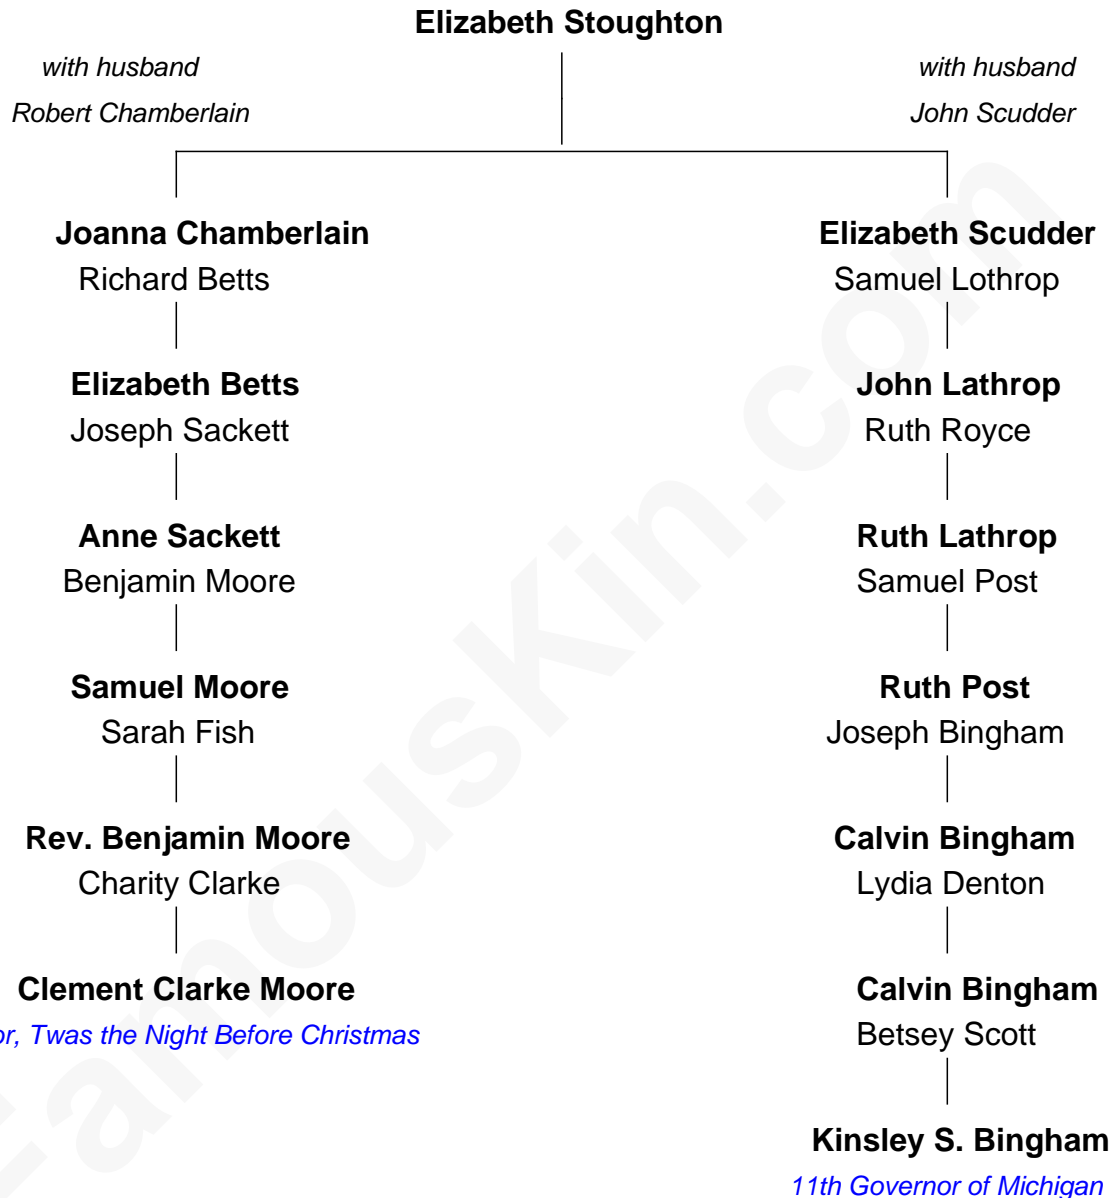 Elizabeth Stoughton
with husband
Robert Chamberlain
with husband
John Scudder
Joanna Chamberlain
Richard Betts
Elizabeth Scudder
Samuel Lothrop
Elizabeth Betts
Joseph Sackett
John Lathrop
Ruth Royce
Anne Sackett
Benjamin Moore
Ruth Lathrop
Samuel Post
Samuel Moore
Sarah Fish
Ruth Post
Joseph Bingham
Rev. Benjamin Moore
Charity Clarke
Calvin Bingham
Lydia Denton
Clement Clarke Moore
or, Twas the Night Before Christmas
Calvin Bingham
Betsey Scott
Kinsley S. Bingham
11th Governor of Michigan
FamousKin.com